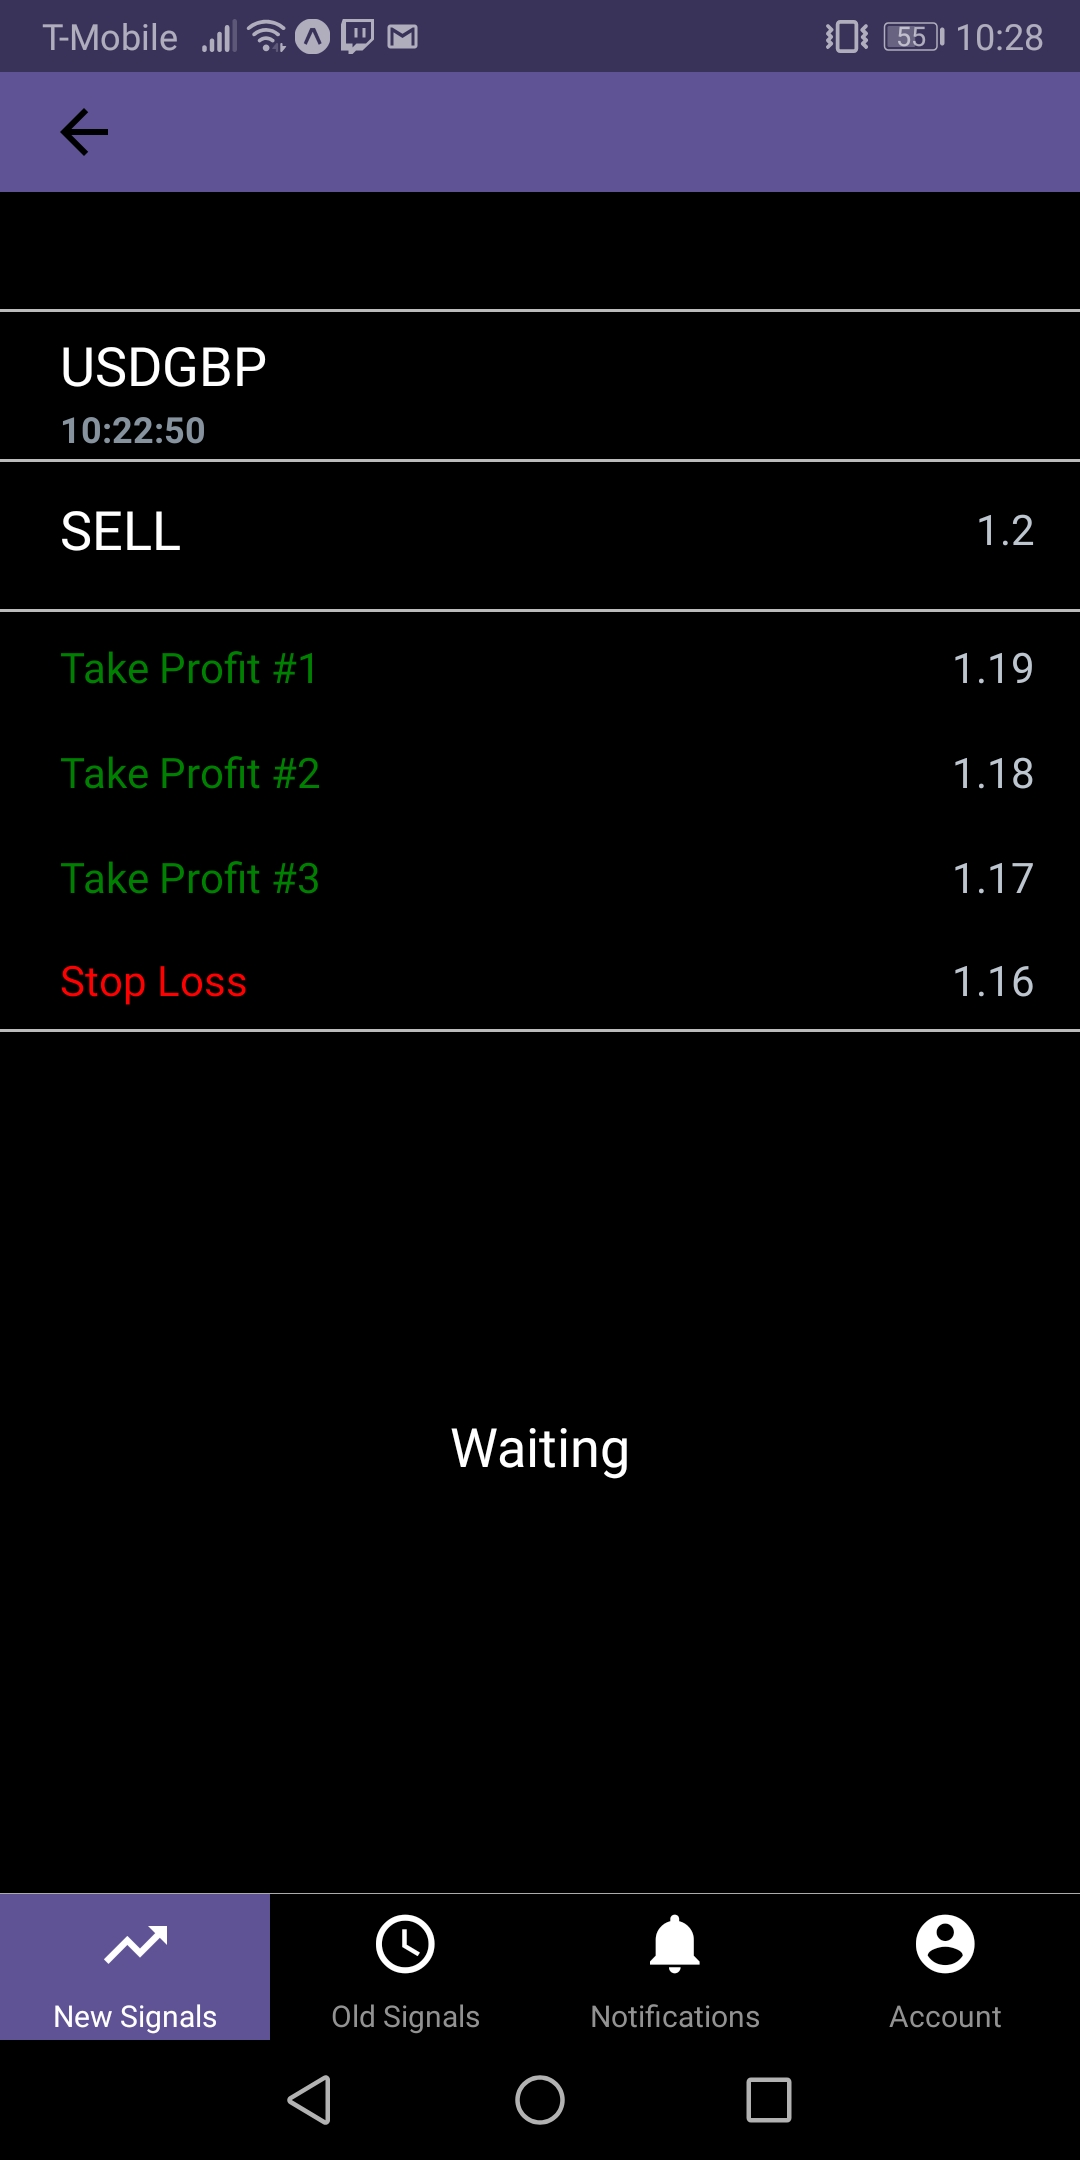 T-Mobile 55 10:28
USDGBP
10:22:50
SELL 1.2
Take Profit #1 1.19
Take Profit #2 1.18
Take Profit #3 1.17
Stop Loss 1.16
Waiting
New Signals Old Signals Notifications Account